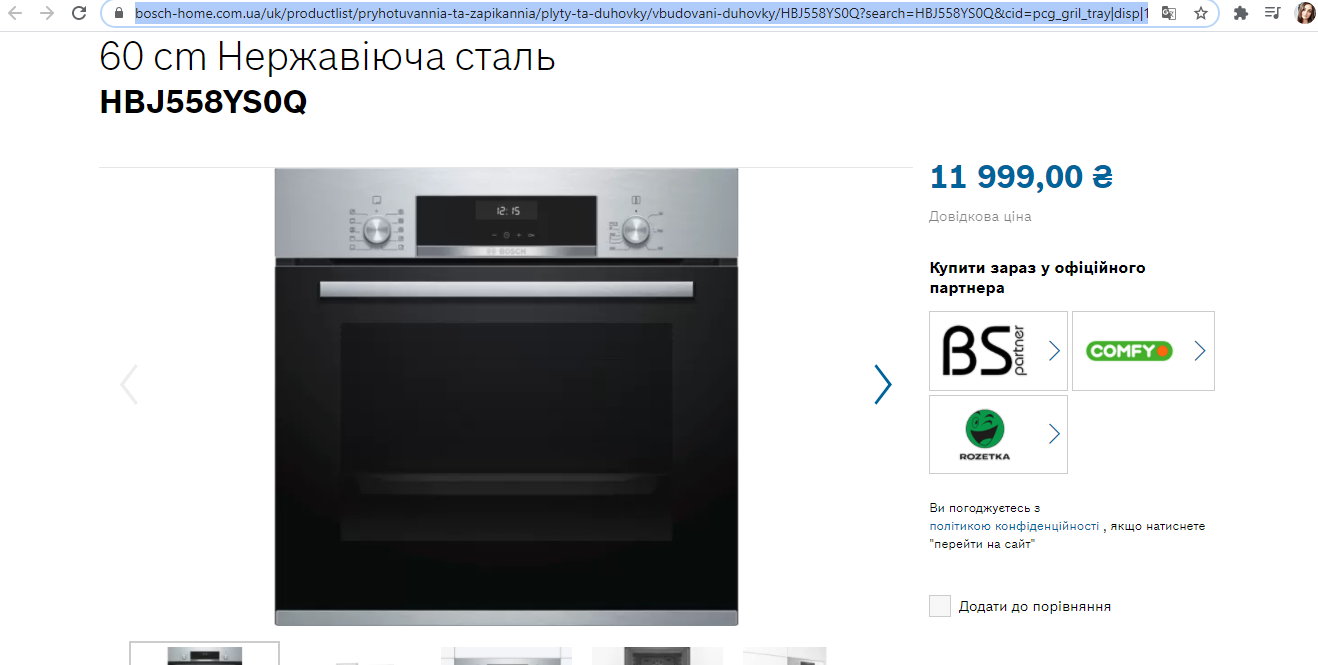 bosch-home.com.ua/uk/productlist/pryhotuvannia-ta-zapikannia/plyty-ta-duhovky/vbudovani-duhovky/HBJ558YS0Q?search=HBJ558YS0Q&cid=pcg_gril_tray|disp|1
60 cm Нержавіюча сталь
HBJ558YS0Q
11 999,00 ₴
Довідкова ціна
Купити зараз у офіційного
партнера
BS partner
COMFY
ROZETKA
12:15
BOSCH
Ви погоджуєтесь з
політикою конфіденційності , якщо натиснете
"перейти на сайт"
Додати до порівняння